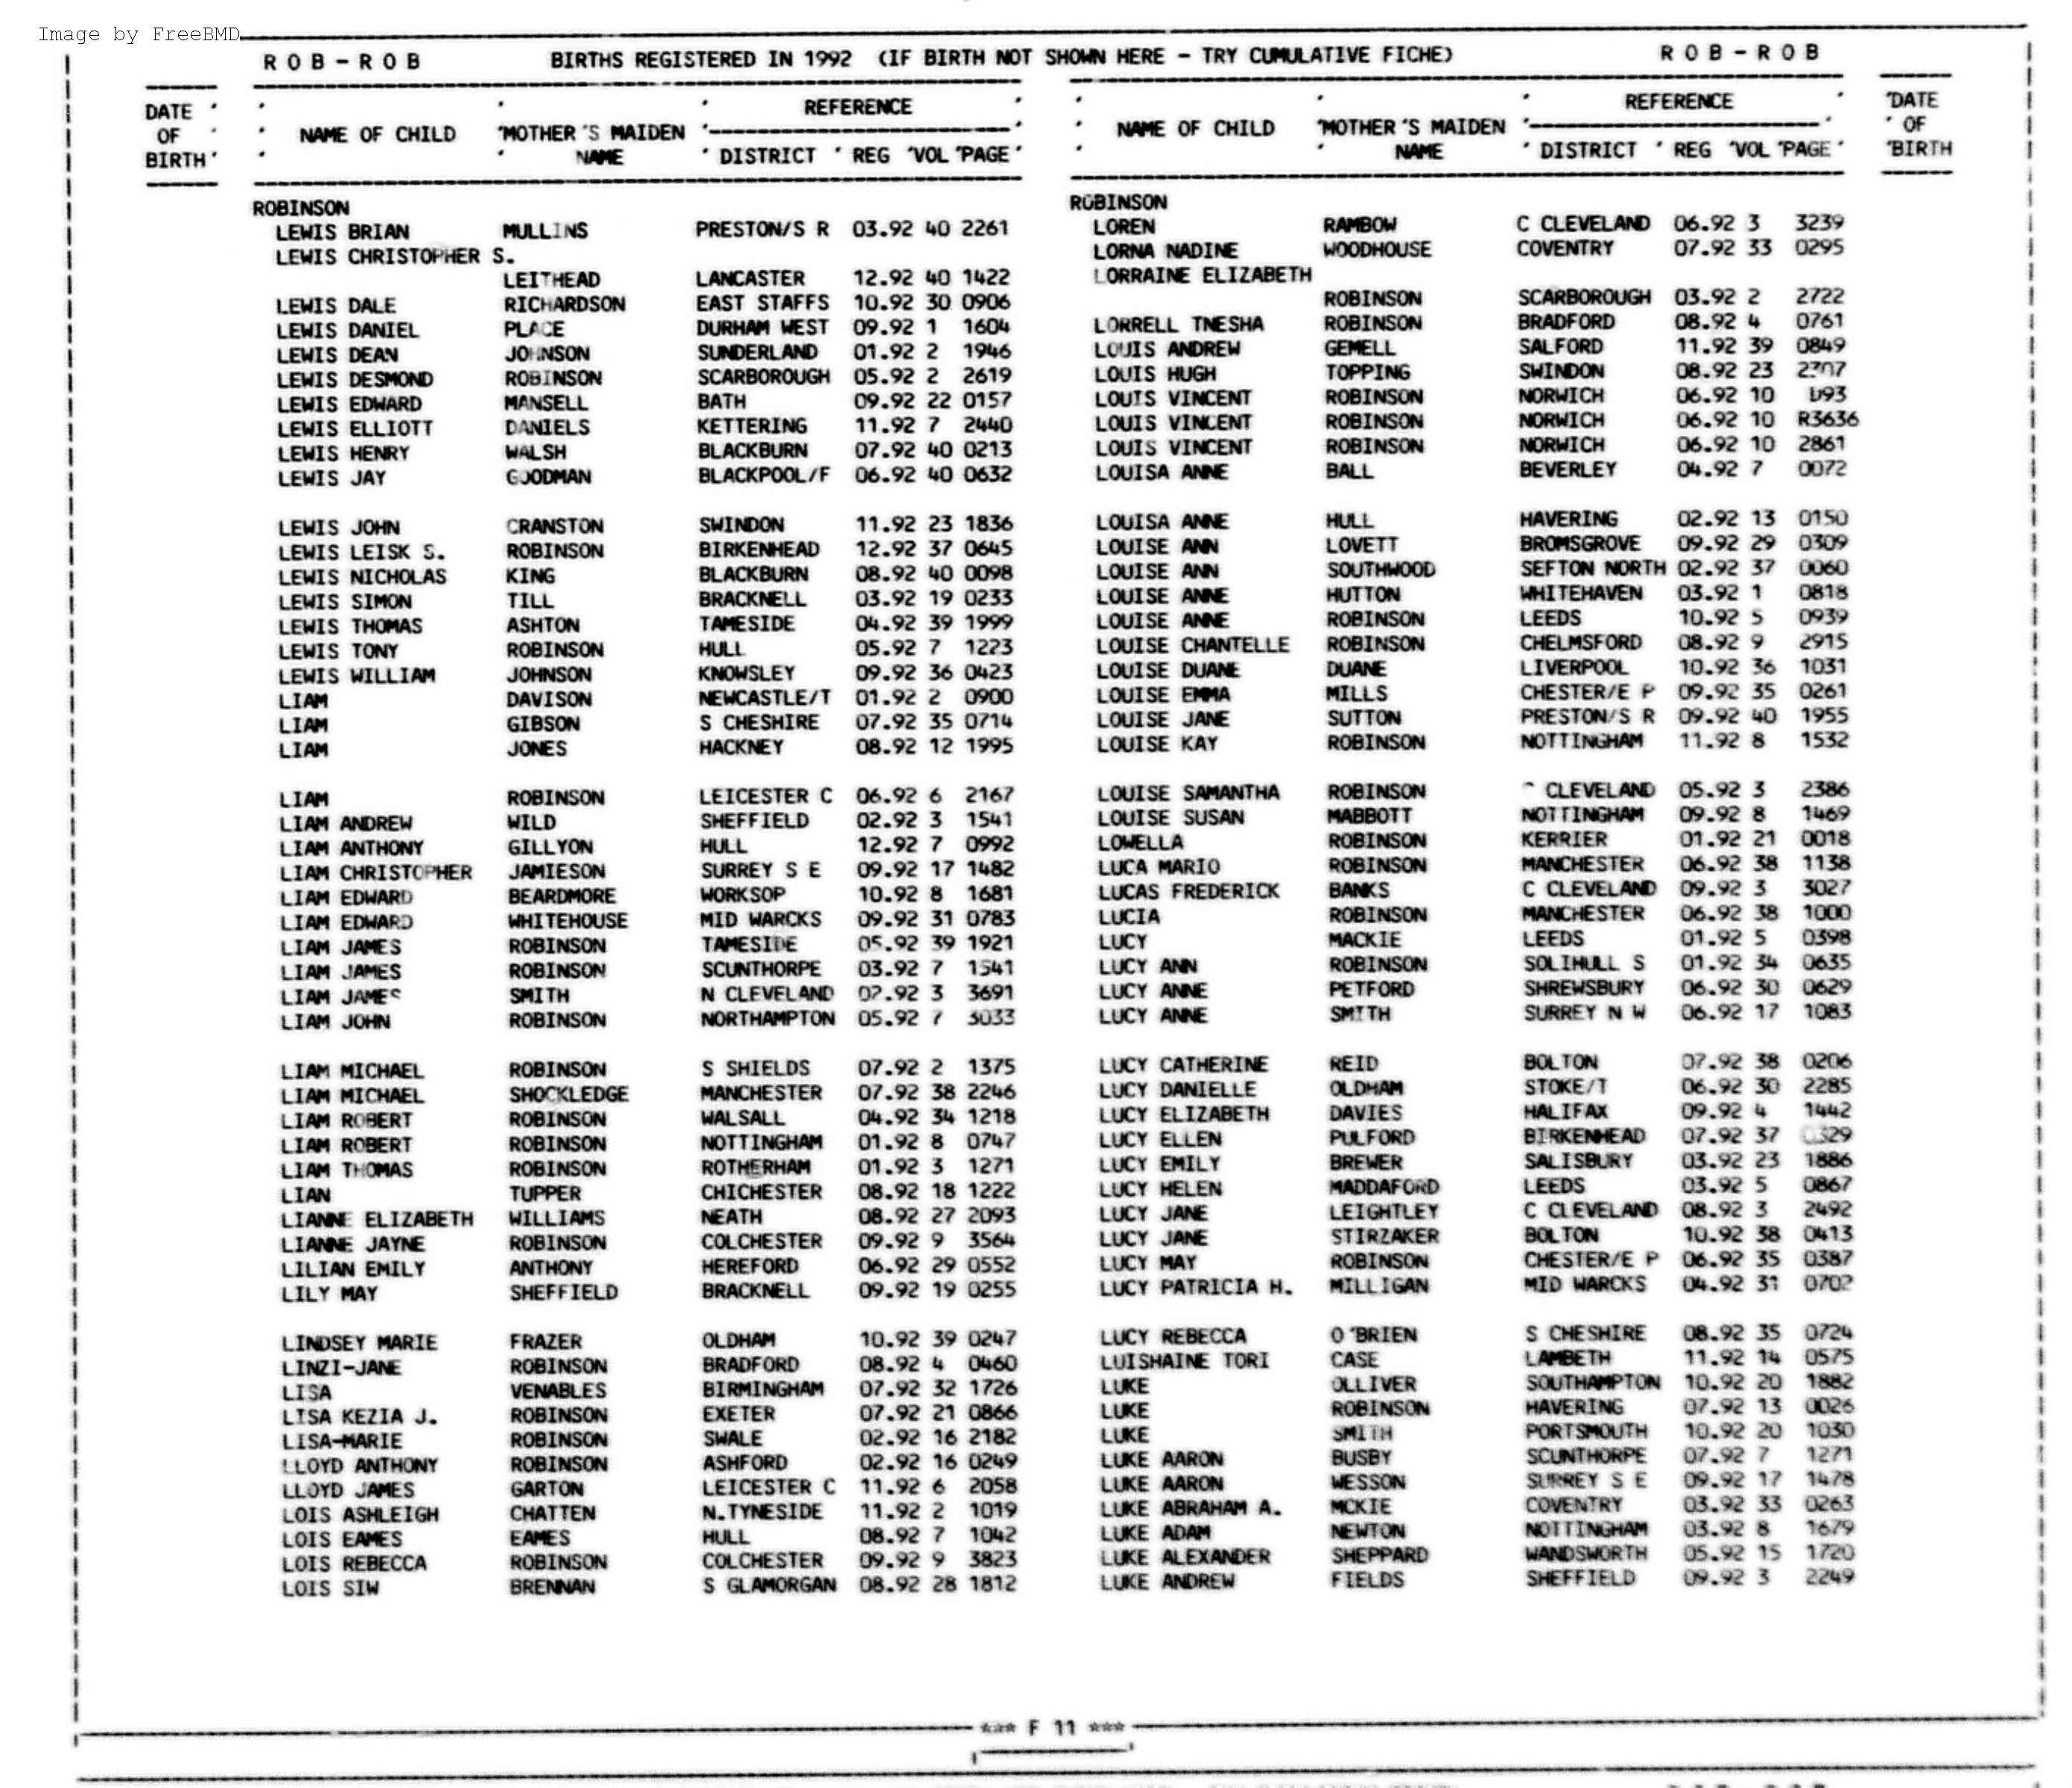 Image by FreeBMD
ROB-ROB BIRTHS REGISTERED IN 1992 (IF BIRTH NOT SHOWN HERE - TRY CUMULATIVE FICHE) ROB-ROB
DATE OF BIRTH
NAME OF CHILD MOTHER'S MAIDEN NAME REFERENCE DISTRICT REG VOL PAGE
ROBINSON
LEWIS BRIAN MULLINS PRESTON/S R 03.92 40 2261
LEWIS CHRISTOPHER S.
LEITHEAD LANCASTER 12.92 40 1422
LEWIS DALE RICHARDSON EAST STAFFS 10.92 30 0906
LEWIS DANIEL PLACE DURHAM WEST 09.92 1 1604
LEWIS DEAN JOHNSON SUNDERLAND 01.92 2 1946
LEWIS DESMOND ROBINSON SCARBOROUGH 05.92 2 2619
LEWIS EDWARD MANSELL BATH 09.92 22 0157
LEWIS ELLIOTT DANIELS KETTERING 11.92 7 2440
LEWIS HENRY WALSH BLACKBURN 07.92 40 0213
LEWIS JAY GOODMAN BLACKPOOL/F 06.92 40 0632
LEWIS JOHN CRANSTON SWINDON 11.92 23 1836
LEWIS LEISK S. ROBINSON BIRKENHEAD 12.92 37 0645
LEWIS NICHOLAS KING BLACKBURN 08.92 40 0098
LEWIS SIMON TILL BRACKNELL 03.92 19 0233
LEWIS THOMAS ASHTON TAMESIDE 04.92 39 1999
LEWIS TONY ROBINSON HULL 05.92 7 1223
LEWIS WILLIAM JOHNSON KNOWSLEY 09.92 36 0423
LIAM DAVISON NEWCASTLE/T 01.92 2 0900
LIAM GIBSON S CHESHIRE 07.92 35 0714
LIAM JONES HACKNEY 08.92 12 1995
LIAM ROBINSON LEICESTER C 06.92 6 2167
LIAM ANDREW WILD SHEFFIELD 02.92 3 1541
LIAM ANTHONY GILLYON HULL 12.92 7 0992
LIAM CHRISTOPHER JAMIESON SURREY S E 09.92 17 1482
LIAM EDWARD BEARDMORE WORKSOP 10.92 8 1681
LIAM EDWARD WHITEHOUSE MID WARCKS 09.92 31 0783
LIAM JAMES ROBINSON TAMESIDE 05.92 39 1921
LIAM JAMES ROBINSON SCUNTHORPE 03.92 7 1541
LIAM JAMES SMITH N CLEVELAND 02.92 3 3691
LIAM JOHN ROBINSON NORTHAMPTON 05.92 7 3033
LIAM MICHAEL ROBINSON S SHIELDS 07.92 2 1375
LIAM MICHAEL SHOCKLEDGE MANCHESTER 07.92 38 2246
LIAM ROBERT ROBINSON WALSALL 04.92 34 1218
LIAM ROBERT ROBINSON NOTTINGHAM 01.92 8 0747
LIAM THOMAS ROBINSON ROTHERHAM 01.92 3 1271
LIAN TUPPER CHICHESTER 08.92 18 1222
LIANNE ELIZABETH WILLIAMS NEATH 08.92 27 2093
LIANNE JAYNE ROBINSON COLCHESTER 09.92 9 3564
LILIAN EMILY ANTHONY HEREFORD 06.92 29 0552
LILY MAY SHEFFIELD BRACKNELL 09.92 19 0255
LINDSEY MARIE FRAZER OLDHAM 10.92 39 0247
LINZI-JANE ROBINSON BRADFORD 08.92 4 0460
LISA VENABLES BIRMINGHAM 07.92 32 1726
LISA KEZIA J. ROBINSON EXETER 07.92 21 0866
LISA-MARIE ROBINSON SWALE 02.92 16 2182
LLOYD ANTHONY ROBINSON ASHFORD 02.92 16 0249
LLOYD JAMES GARTON LEICESTER C 11.92 6 2058
LOIS ASHLEIGH CHATTEN N.TYNESIDE 11.92 2 1019
LOIS EAMES EAMES HULL 08.92 7 1042
LOIS REBECCA ROBINSON COLCHESTER 09.92 9 3823
LOIS SIW BRENNAN S GLAMORGAN 08.92 28 1812
NAME OF CHILD MOTHER'S MAIDEN NAME REFERENCE DISTRICT REG VOL PAGE
DATE OF BIRTH
ROBINSON
LOREN RAMBOW C CLEVELAND 06.92 3 3239
LORNA NADINE WOODHOUSE COVENTRY 07.92 33 0295
LORRAINE ELIZABETH
ROBINSON SCARBOROUGH 03.92 2 2722
LORRELL TNESHA ROBINSON BRADFORD 08.92 4 0761
LOUIS ANDREW GEMELL SALFORD 11.92 39 0849
LOUIS HUGH TOPPING SWINDON 08.92 23
LOUIS VINCENT ROBINSON NORWICH 06.92 10
LOUIS VINCENT ROBINSON NORWICH 06.92 10 R3636
LOUIS VINCENT ROBINSON NORWICH 06.92 10 2861
LOUISA ANNE BALL BEVERLEY 04.92 7 0072
LOUISA ANNE HULL HAVERING 02.92 13 0150
LOUISE ANN LOVETT BROMSGROVE 09.92 29 0309
LOUISE ANN SOUTHWOOD SEFTON NORTH 02.92 37 0060
LOUISE ANNE HUTTON WHITEHAVEN 03.92 1 0818
LOUISE ANNE ROBINSON LEEDS 10.92 5 0939
LOUISE CHANTELLE ROBINSON CHELMSFORD 08.92 9 2915
LOUISE DUANE DUANE LIVERPOOL 10.92 36 1031
LOUISE EMMA MILLS CHESTER/E P 09.92 35 0261
LOUISE JANE SUTTON PRESTON/S R 09.92 40 1955
LOUISE KAY ROBINSON NOTTINGHAM 11.92 8 1532
LOUISE SAMANTHA ROBINSON CLEVELAND 05.92 3 2386
LOUISE SUSAN MABBOTT NOTTINGHAM 09.92 8 1469
LOWELLA ROBINSON KERRIER 01.92 21 0018
LUCA MARIO ROBINSON MANCHESTER 06.92 38 1138
LUCAS FREDERICK BANKS C CLEVELAND 09.92 3 3027
LUCIA ROBINSON MANCHESTER 06.92 38 1000
LUCY MACKIE LEEDS 01.92 5 0398
LUCY ANN ROBINSON SOLIHULL S 01.92 34 0635
LUCY ANNE PETFORD SHREWSBURY 06.92 30 0629
LUCY ANNE SMITH SURREY N W 06.92 17 1083
LUCY CATHERINE REID BOLTON 07.92 38 0206
LUCY DANIELLE OLDHAM STOKE/T 06.92 30 2285
LUCY ELIZABETH DAVIES HALIFAX 09.92 4 1442
LUCY ELLEN PULFORD BIRKENHEAD 07.92 37
LUCY EMILY BREWER SALISBURY 03.92 23 1886
LUCY HELEN MADDAFORD LEEDS 03.92 5 0867
LUCY JANE LEIGHTLEY C CLEVELAND 08.92 3 2492
LUCY JANE STIRZAKER BOLTON 10.92 38 0413
LUCY MAY ROBINSON CHESTER/E P 06.92 35 0387
LUCY PATRICIA H. MILLIGAN MID WARCKS 04.92 31 0702
LUCY REBECCA O'BRIEN S CHESHIRE 08.92 35 0724
LUISHAINE TORI CASE LAMBETH 11.92 14 0575
LUKE OLLIVER SOUTHAMPTON 10.92 20 1882
LUKE ROBINSON HAVERING 07.92 13 0026
LUKE SMITH PORTSMOUTH 10.92 20 1030
LUKE AARON BUSBY SCUNTHORPE 07.92 7 1271
LUKE AARON WESSON SURREY S E 09.92 17 1478
LUKE ABRAHAM A. MCKIE COVENTRY 03.92 33 0263
LUKE ADAM NEWTON NOTTINGHAM 03.92 8 1679
LUKE ALEXANDER SHEPPARD WANDSWORTH 05.92 15 1720
LUKE ANDREW FIELDS SHEFFIELD 09.92 3 2249
*** F 11 ***